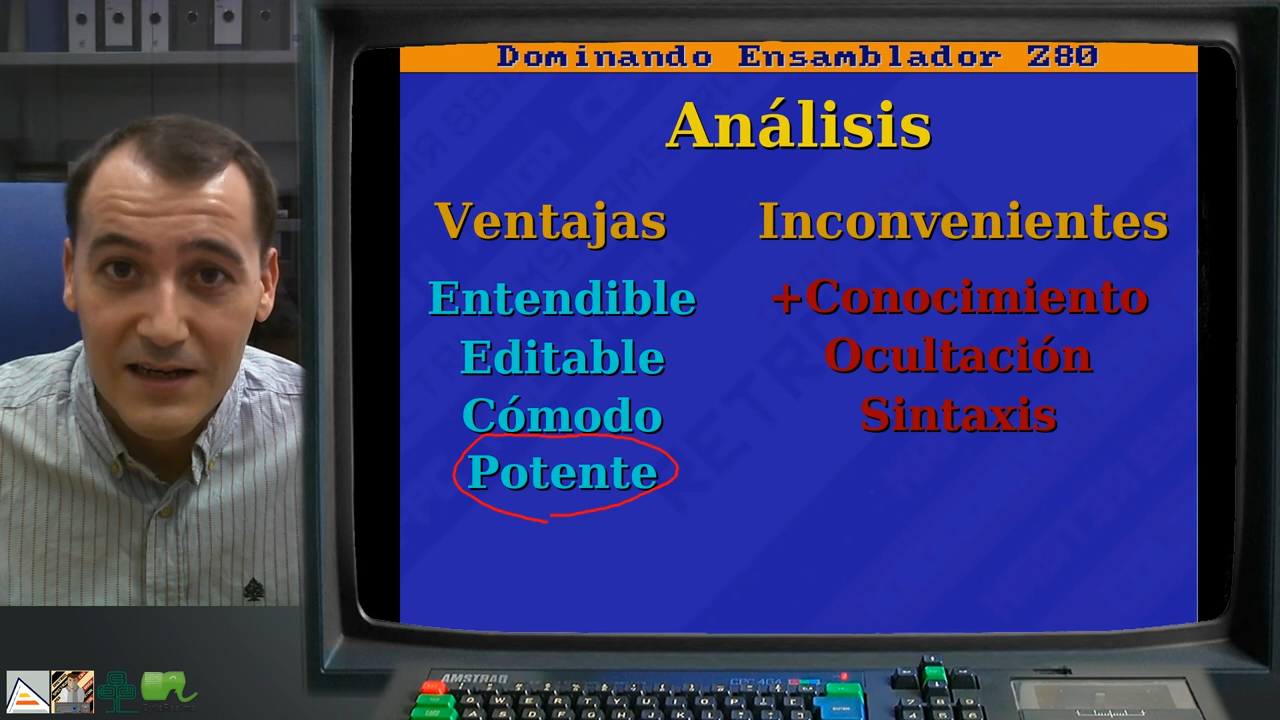 Dominando Ensamblador Z80
Análisis
Ventajas
Inconvenientes
Entendible
+Conocimiento
Editable
Ocultación
Cómodo
Sintaxis
Potente
AMSTRAD